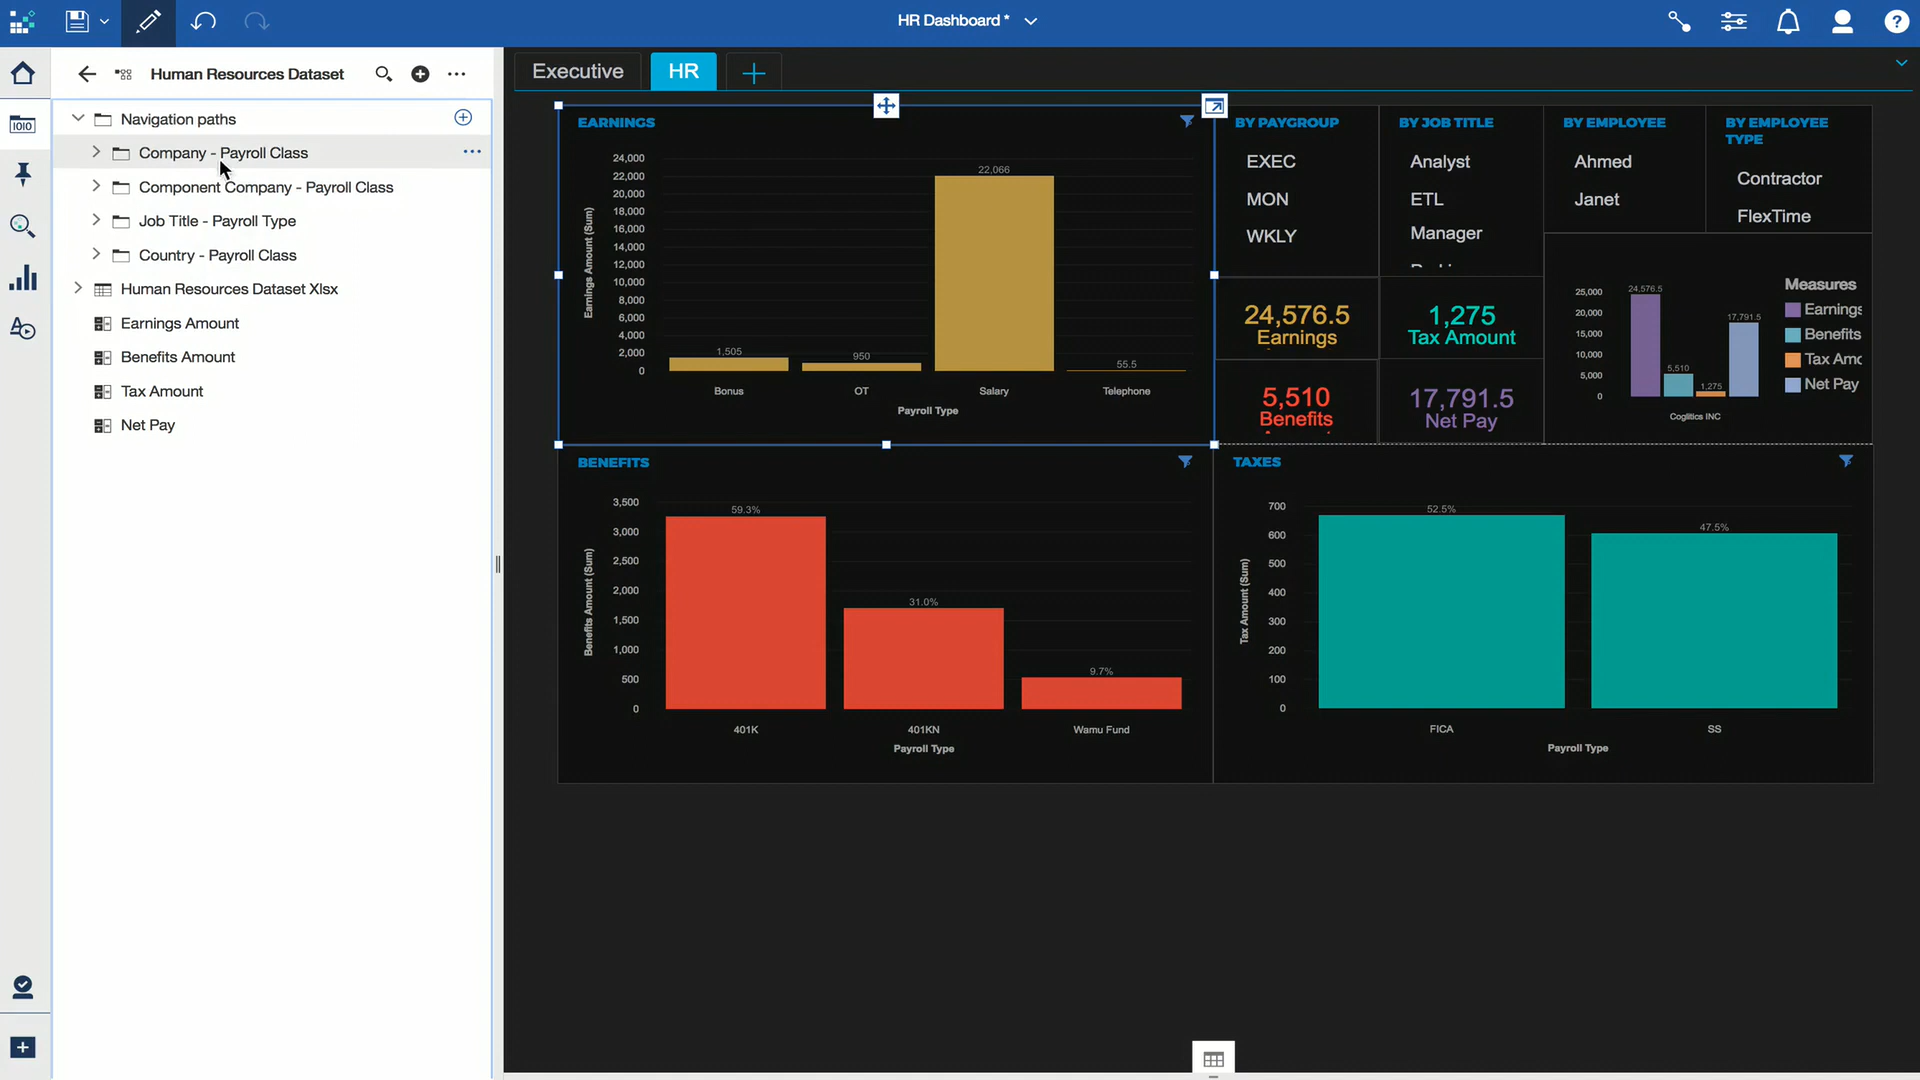 HR Dashboard *
Human Resources Dataset
Navigation paths
Company - Payroll Class
Component Company - Payroll Class
Job Title - Payroll Type
Country - Payroll Class
Human Resources Dataset Xlsx
Earnings Amount
Benefits Amount
Tax Amount
Net Pay
Executive
HR
EARNINGS
Earnings Amount (Sum)
24,000
22,000
20,000
18,000
16,000
14,000
12,000
10,000
8,000
6,000
4,000
2,000
0
1,505
950
22,066
55.5
Bonus
OT
Salary
Telephone
Payroll Type
BY PAYGROUP
EXEC
MON
WKLY
BY JOB TITLE
Analyst
ETL
Manager
BY EMPLOYEE
Ahmed
Janet
BY EMPLOYEE
TYPE
Contractor
FlexTime
24,576.5
Earnings
1,275
Tax Amount
5,510
Benefits
17,791.5
Net Pay
25,000
20,000
15,000
10,000
5,000
0
24,576.5
5,510
1,275
17,791.5
Coglitics INC
Measures
Earnings
Benefits
Tax Amo
Net Pay
BENEFITS
Benefits Amount (Sum)
3,500
3,000
2,500
2,000
1,500
1,000
500
0
59.3%
31.0%
9.7%
401K
401KN
Wamu Fund
Payroll Type
TAXES
Tax Amount (Sum)
700
600
500
400
300
200
100
0
52.5%
47.5%
FICA
SS
Payroll Type